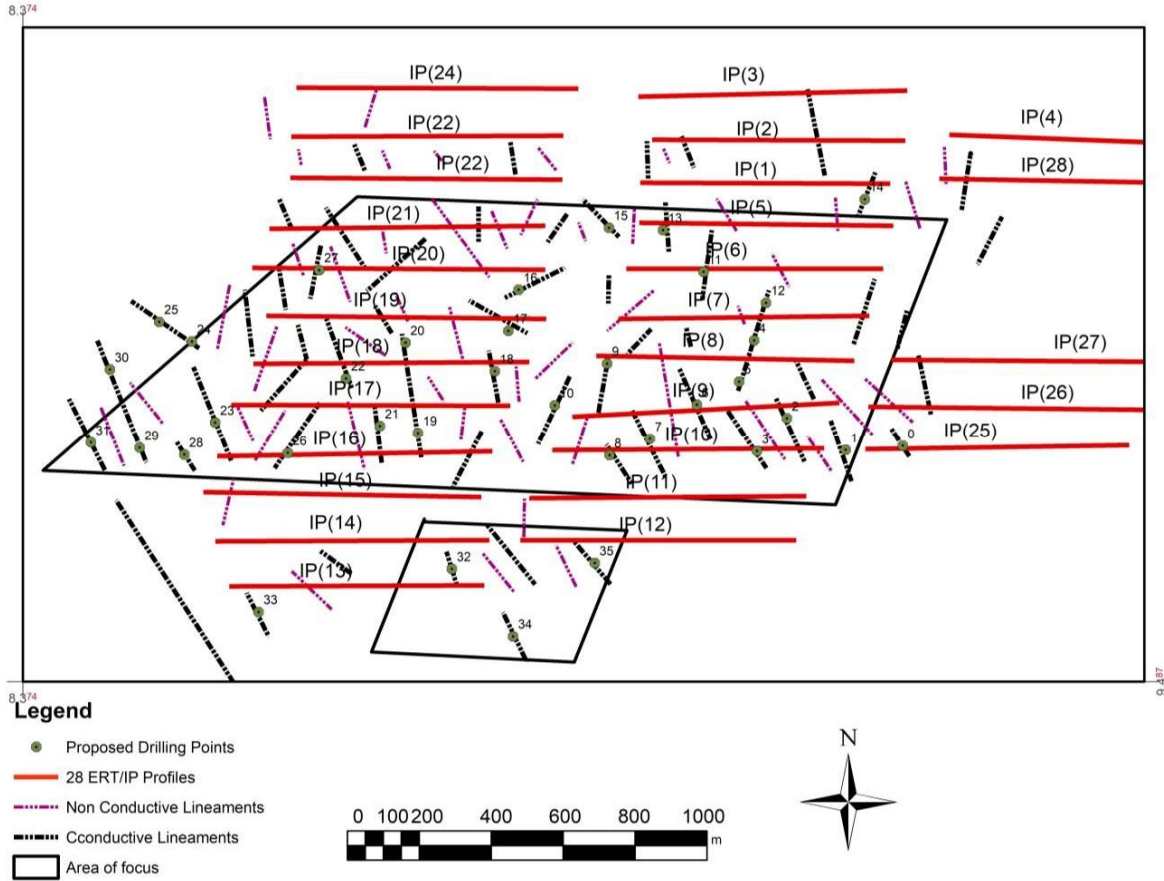 8.374
IP(24)
IP(3)
IP(22)
IP(2)
IP(4)
IP(22)
IP(1)
IP(28)
14
IP(21)
15
13
IP(5)
IP(20)
27
IP(6)
11
16
12
25
IP(19)
IP(7)
17
24
20
4
IP(18)
IP(8)
IP(27)
30
22
18
9
5
IP(17)
IP(9)
IP(26)
10
6
23
21
19
2
31
29
28
26
IP(16)
8
7
IP(10)
3
1
0
IP(25)
IP(15)
IP(11)
IP(14)
IP(12)
32
35
IP(13)
33
34
8.374
9.487
Legend
Proposed Drilling Points
28 ERT/IP Profiles
Non Conductive Lineaments
Cconductive Lineaments
Area of focus
0 100 200 400 600 800 1000
m
N